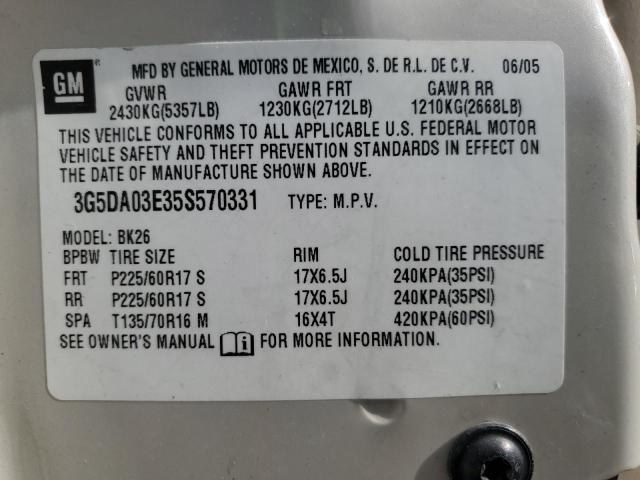 GM
MFD BY GENERAL MOTORS DE MEXICO, S. DE R.L. DE C.V. 06/05
GVWR GAWR FRT GAWR RR
2430KG(5357LB) 1230KG(2712LB) 1210KG(2668LB)
THIS VEHICLE CONFORMS TO ALL APPLICABLE U.S. FEDERAL MOTOR
VEHICLE SAFETY AND THEFT PREVENTION STANDARDS IN EFFECT ON
THE DATE OF MANUFACTURE SHOWN ABOVE.
3G5DA03E35S570331 TYPE: M.P.V.
MODEL: BK26
BPBW TIRE SIZE RIM COLD TIRE PRESSURE
FRT P225/60R17 S 17X6.5J 240KPA(35PSI)
RR P225/60R17 S 17X6.5J 240KPA(35PSI)
SPA T135/70R16 M 16X4T 420KPA(60PSI)
SEE OWNER'S MANUAL i FOR MORE INFORMATION.